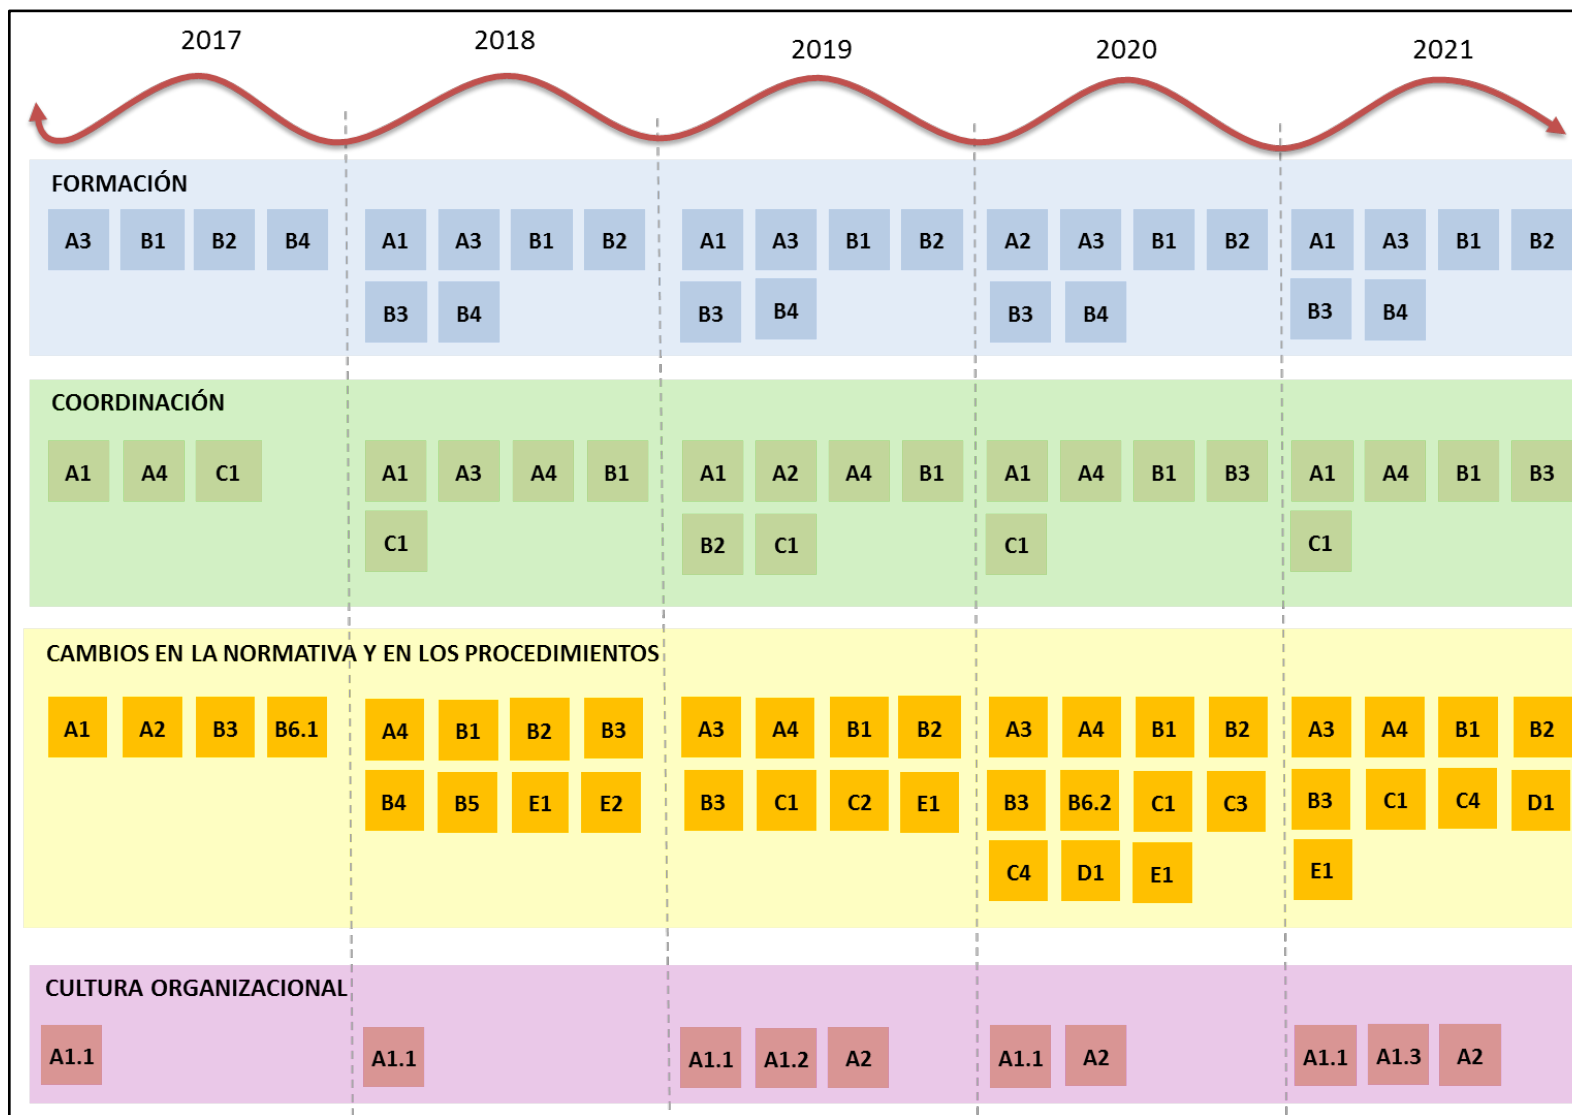 2017 2018 2019 2020 2021
FORMACIÓN
A3 B1 B2 B4 A1 A3 B1 B2 A1 A3 B1 B2 A2 A3 B1 B2 A1 A3 B1 B2
B3 B4 B3 B4 B3 B4 B3 B4
COORDINACIÓN
A1 A4 C1 A1 A3 A4 B1 A1 A2 A4 B1 A1 A4 B1 B3 A1 A4 B1 B3
C1 B2 C1 C1 C1
CAMBIOS EN LA NORMATIVA Y EN LOS PROCEDIMIENTOS
A1 A2 B3 B6.1 A4 B1 B2 B3 A3 A4 B1 B2 A3 A4 B1 B2 A3 A4 B1 B2
B4 B5 E1 E2 B3 C1 C2 E1 B3 B6.2 C1 C3 B3 C1 C4 D1
C4 D1 E1 E1
CULTURA ORGANIZACIONAL
A1.1 A1.1 A1.1 A1.2 A2 A1.1 A2 A1.1 A1.3 A2